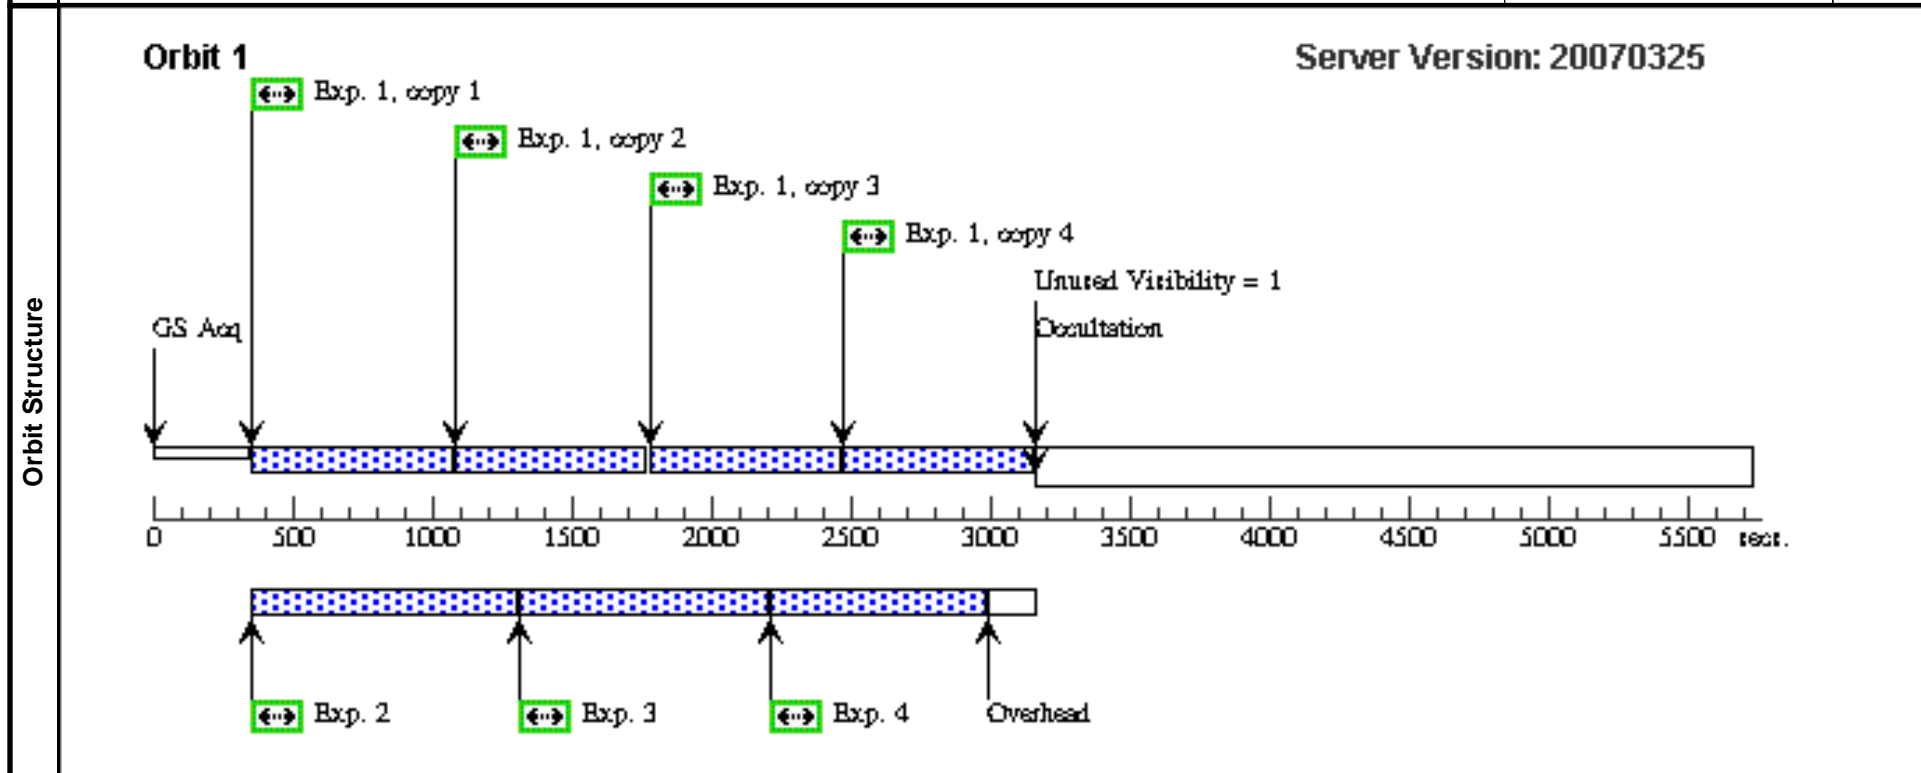 Orbit Structure
Orbit 1
Server Version: 20070325
Exp. 1, copy 1
Exp. 1, copy 2
Exp. 1, copy 3
Exp. 1, copy 4
Unused Visibility = 1
GS Acq
Occultation
0 500 1000 1500 2000 2500 3000 3500 4000 4500 5000 5500 secs.
Exp. 2
Exp. 3
Exp. 4
Overhead